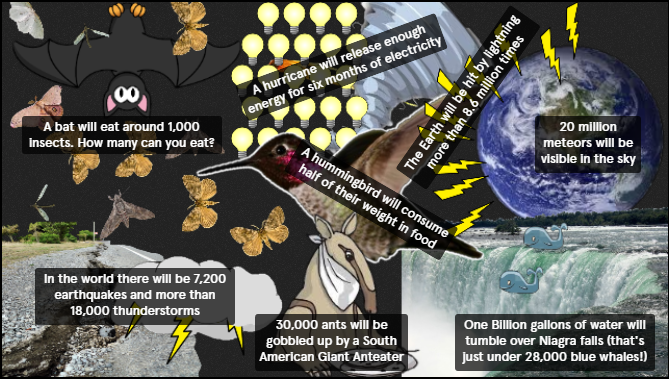 A hurricane will release enough
energy for six months of electricity
The Earth will be hit by lightning
more than 8.6 million times
A bat will eat around 1,000
Insects. How many can you eat?
20 million
meteors will be
visible in the sky
A hummingbird will consume
half of their weight in food
In the world there will be 7,200
earthquakes and more than
18,000 thunderstorms
30,000 ants will be
gobbled up by a South
American Giant Anteater
One Billion gallons of water will
tumble over Niagra falls (that's
just under 28,000 blue whales!)